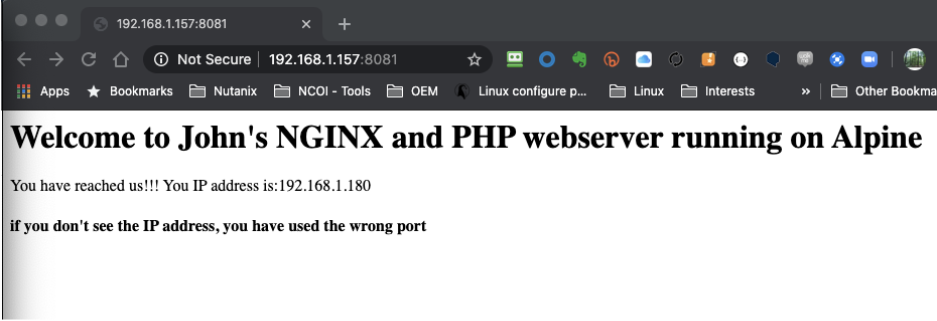 192.168.1.157:8081
Not Secure | 192.168.1.157:8081
Apps Bookmarks Nutanix NCOI - Tools OEM Linux configure p... Linux Interests » Other Bookma
Welcome to John's NGINX and PHP webserver running on Alpine
You have reached us!!! You IP address is:192.168.1.180
if you don't see the IP address, you have used the wrong port